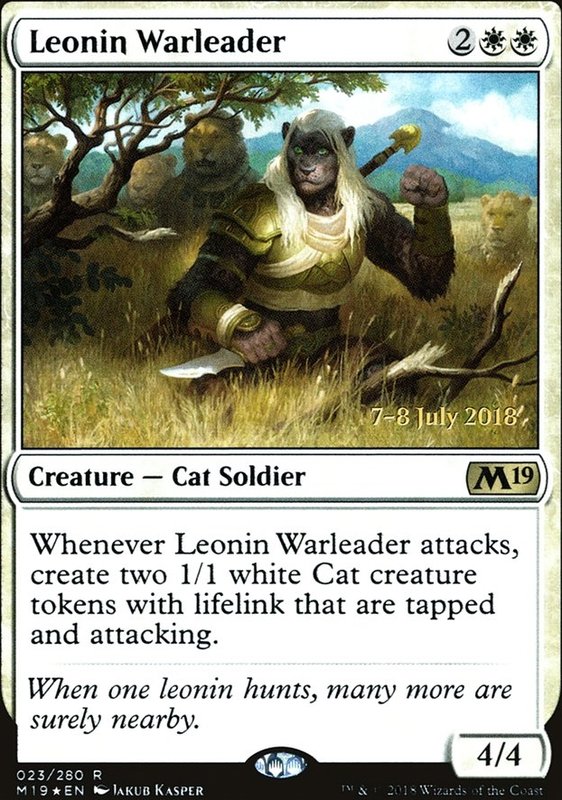 Leonin Warleader 2
7–8 July 2018
Creature — Cat Soldier M19
Whenever Leonin Warleader attacks,
create two 1/1 white Cat creature
tokens with lifelink that are tapped
and attacking.
When one leonin hunts, many more are
surely nearby.
4/4
023/280 R
M19★EN Jakub Kasper ™ & © 2018 Wizards of the Coast